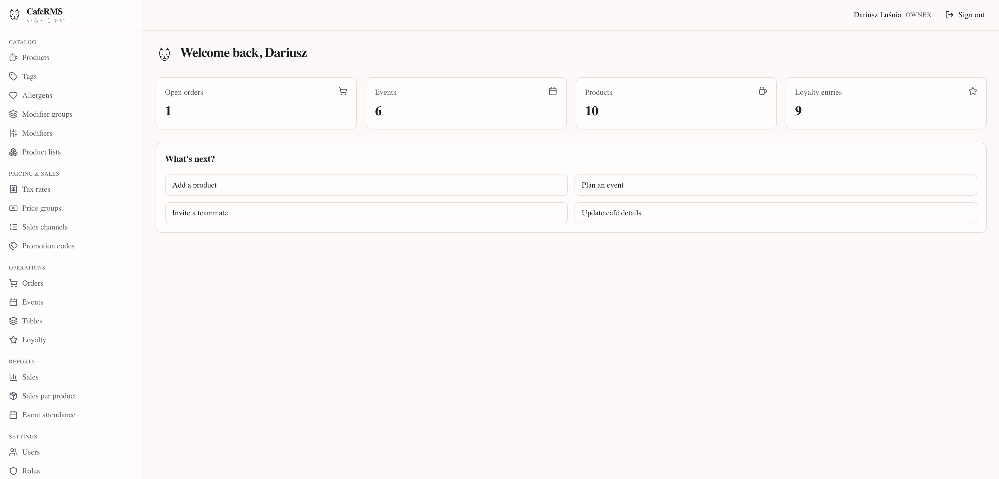 CafeRMS
いらっしゃい
CATALOG
Products
Tags
Allergens
Modifier groups
Modifiers
Product lists
PRICING & SALES
Tax rates
Price groups
Sales channels
Promotion codes
OPERATIONS
Orders
Events
Tables
Loyalty
REPORTS
Sales
Sales per product
Event attendance
SETTINGS
Users
Roles
Dariusz Luśnia OWNER Sign out
Welcome back, Dariusz
Open orders
1
Events
6
Products
10
Loyalty entries
9
What's next?
Add a product
Plan an event
Invite a teammate
Update café details